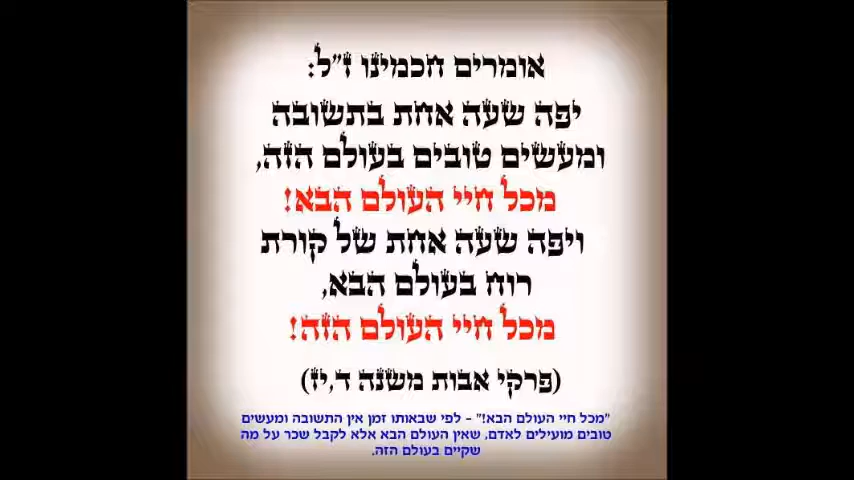 אומרים חכמינו ז"ל:
יפה שעה אחת בתשובה
ומעשים טובים בעולם הזה,
מכל חיי העולם הבא!
ויפה שעה אחת של קורת
רוח בעולם הבא,
מכל חיי העולם הזה!
(פרקי אבות משנה ד,יז)
"מכל חיי העולם הבא!" - לפי שבאותו זמן אין התשובה ומעשים
טובים מועילים לאדם, שאין העולם הבא אלא לקבל שכר על מה
שקיים בעולם הזה.